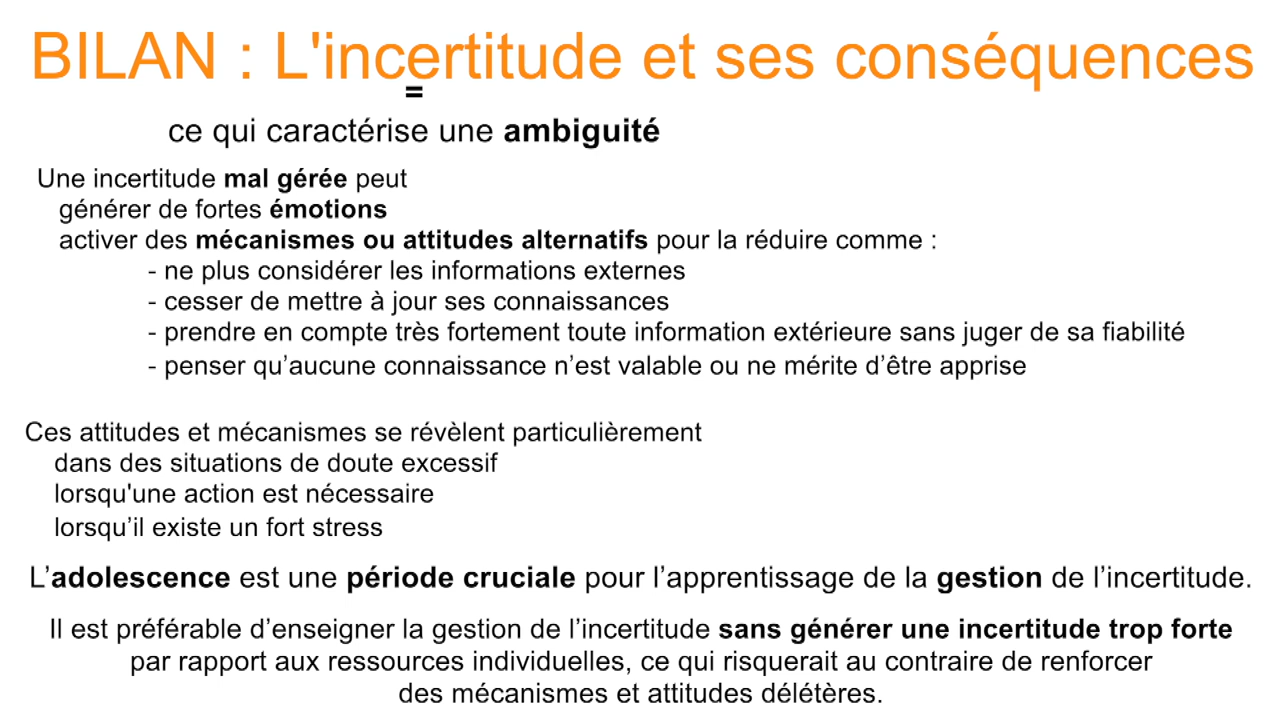 BILAN : L'incertitude et ses conséquences
=
ce qui caractérise une ambiguité
Une incertitude mal gérée peut
générer de fortes émotions
activer des mécanismes ou attitudes alternatifs pour la réduire comme :
- ne plus considérer les informations externes
- cesser de mettre à jour ses connaissances
- prendre en compte très fortement toute information extérieure sans juger de sa fiabilité
- penser qu’aucune connaissance n’est valable ou ne mérite d’être apprise
Ces attitudes et mécanismes se révèlent particulièrement
dans des situations de doute excessif
lorsqu'une action est nécessaire
lorsqu’il existe un fort stress
L’adolescence est une période cruciale pour l’apprentissage de la gestion de l’incertitude.
Il est préférable d’enseigner la gestion de l’incertitude sans générer une incertitude trop forte
par rapport aux ressources individuelles, ce qui risquerait au contraire de renforcer
des mécanismes et attitudes délétères.